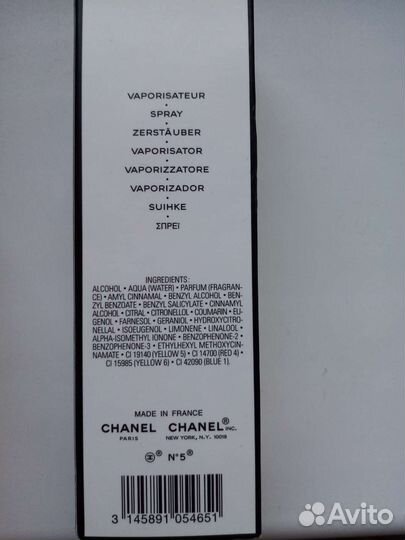 VAPORISATEUR
•
SPRAY
•
ZERSTÄUBER
•
VAPORISATOR
•
VAPORIZZATORE
•
VAPORIZADOR
•
SUIHKE
•
ΣΠΡΕΪ
INGREDIENTS:
ALCOHOL • AQUA (WATER) • PARFUM (FRAGRAN-
CE) • AMYL CINNAMAL • BENZYL ALCOHOL • BEN-
ZYL BENZOATE • BENZYL SALICYLATE • CINNAMYL
ALCOHOL • CITRAL • CITRONELLOL • COUMARIN • EU-
GENOL • FARNESOL • GERANIOL • HYDROXYCITRO-
NELLAL • ISOEUGENOL • LIMONENE • LINALOOL •
ALPHA-ISOMETHYL IONONE • BENZOPHENONE-2 •
BENZOPHENONE-3 • ETHYLHEXYL METHOXYCIN-
NAMATE • CI 19140 (YELLOW 5) • CI 14700 (RED 4) •
CI 15985 (YELLOW 6) • CI 42090 (BLUE 1).
MADE IN FRANCE
CHANEL CHANEL® INC.
PARIS NEW YORK, N.Y. 10019
® N°5®
3 145891 054651
Avito